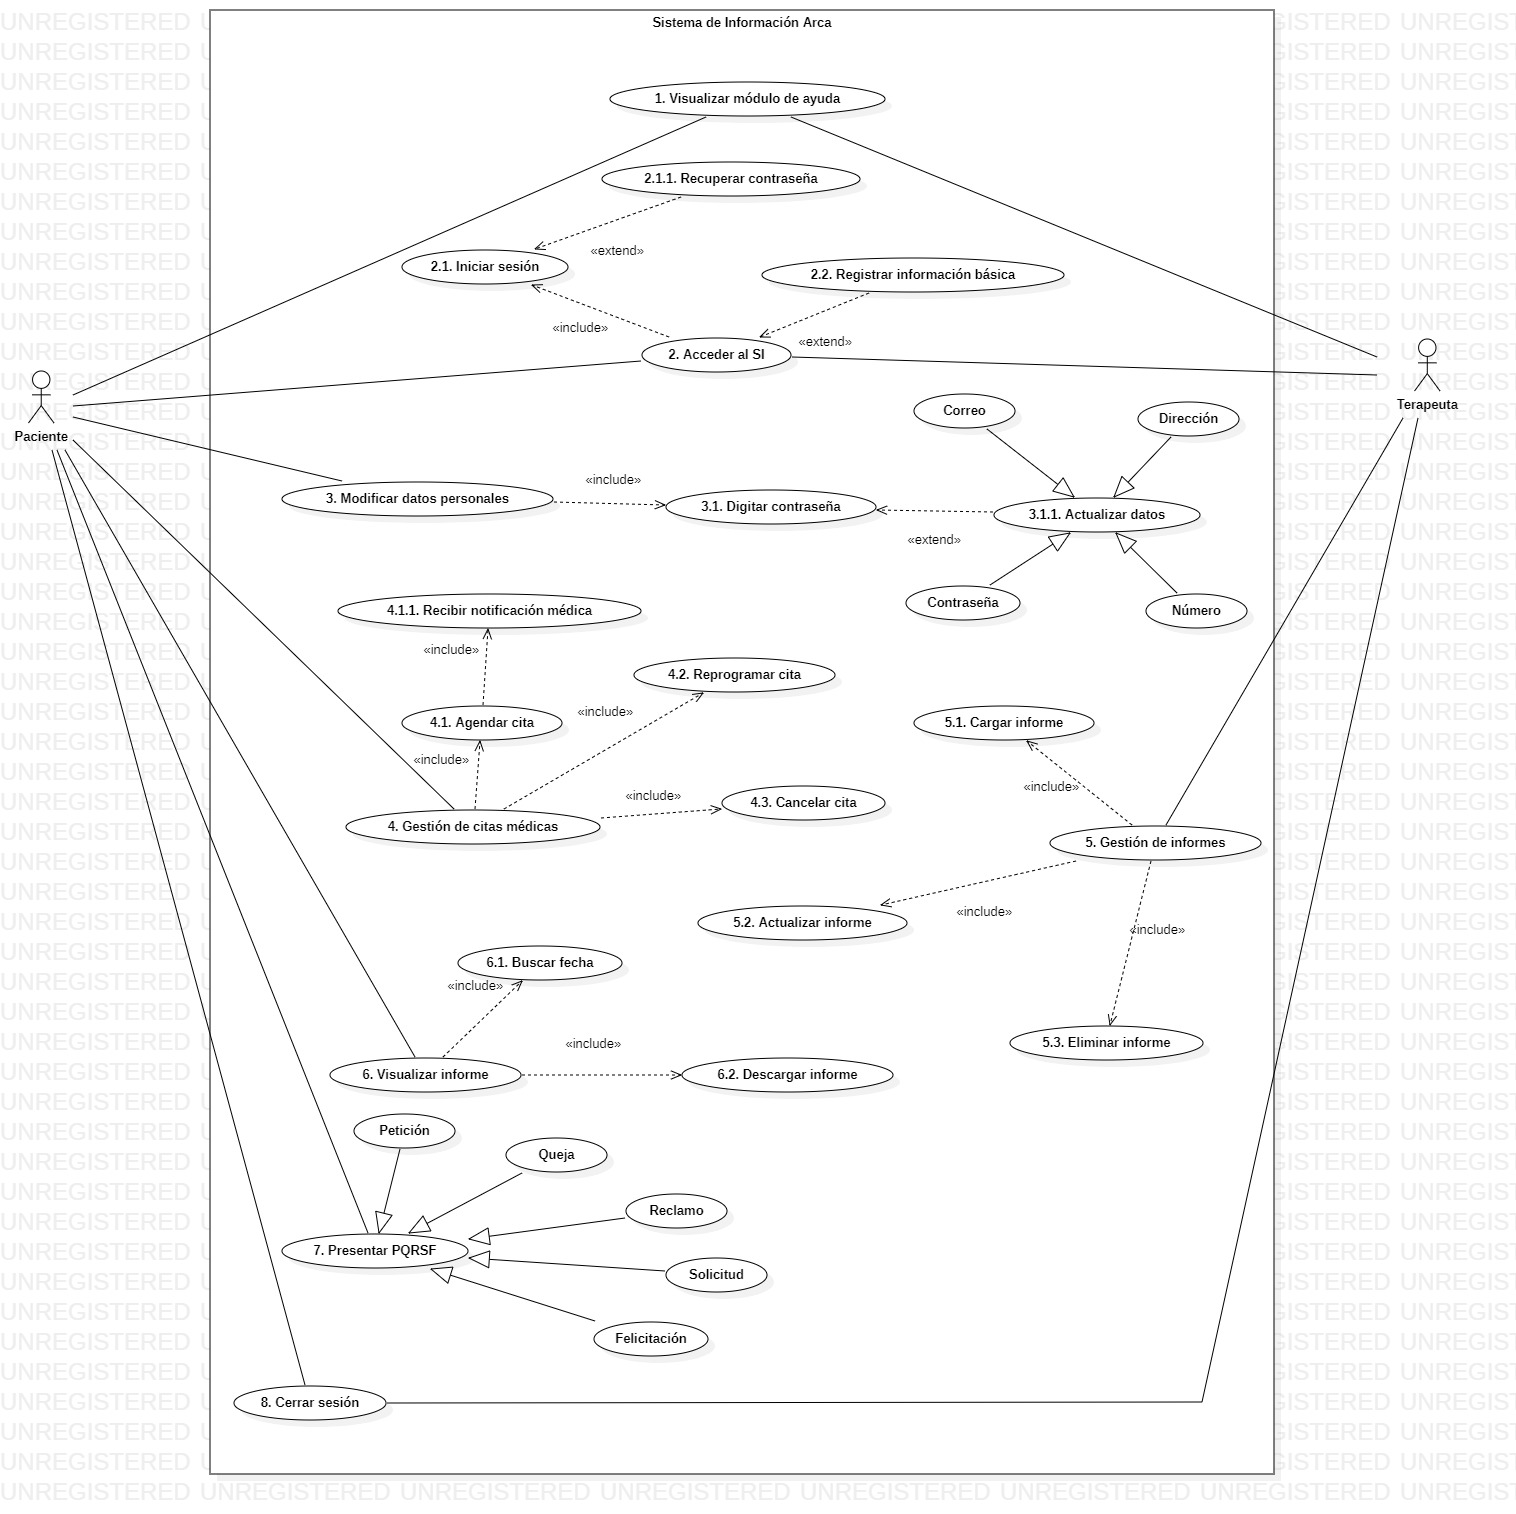 Sistema de Información Arca
1. Visualizar módulo de ayuda
2.1.1. Recuperar contraseña
«extend»
2.1. Iniciar sesión
2.2. Registrar información básica
«include»
«extend»
2. Acceder al SI
Paciente
Terapeuta
Correo
Dirección
«include»
3. Modificar datos personales
3.1. Digitar contraseña
3.1.1. Actualizar datos
«extend»
Contraseña
Número
4.1.1. Recibir notificación médica
«include»
4.2. Reprogramar cita
«include»
4.1. Agendar cita
5.1. Cargar informe
«include»
«include»
«include»
4.3. Cancelar cita
4. Gestión de citas médicas
5. Gestión de informes
«include»
5.2. Actualizar informe
«include»
6.1. Buscar fecha
«include»
«include»
5.3. Eliminar informe
6. Visualizar informe
6.2. Descargar informe
Petición
Queja
Reclamo
7. Presentar PQRSF
Solicitud
Felicitación
8. Cerrar sesión
UNREGISTERED UNREGISTERED UNREGISTERED UNREGISTERED UNREGISTERED UNREGISTERED UNREGISTERED